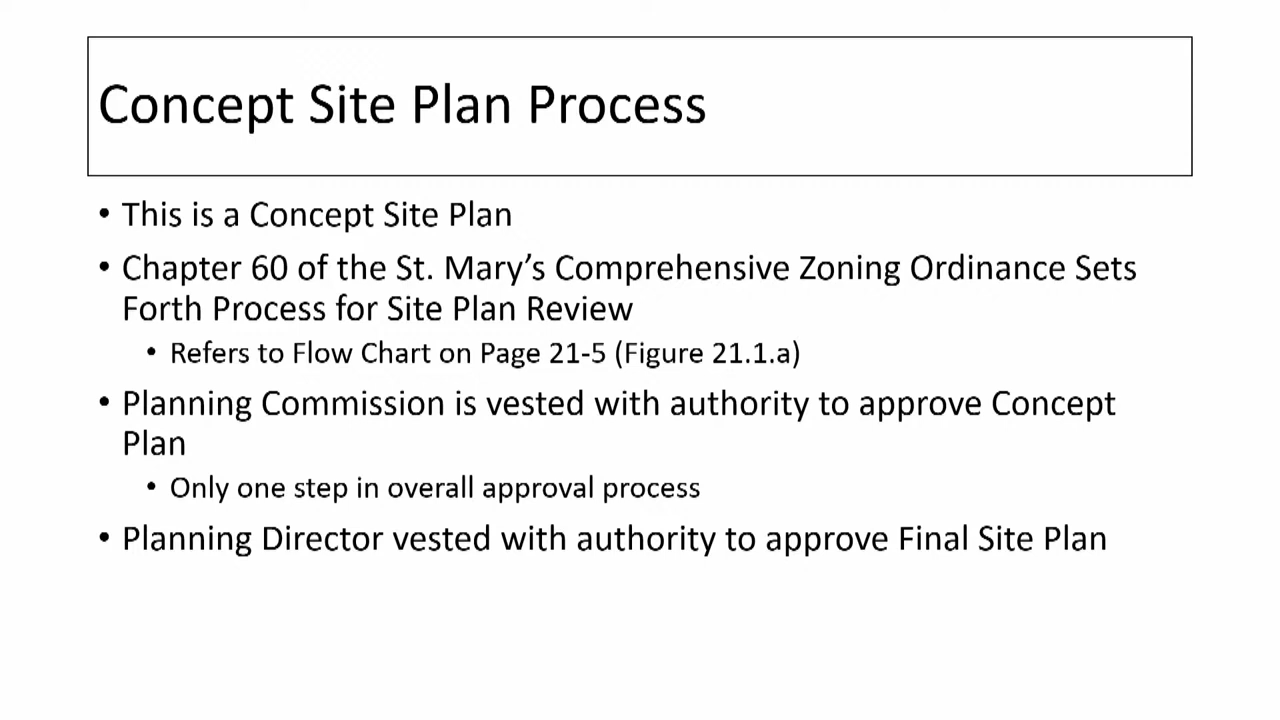 Concept Site Plan Process
• This is a Concept Site Plan
• Chapter 60 of the St. Mary’s Comprehensive Zoning Ordinance Sets
Forth Process for Site Plan Review
• Refers to Flow Chart on Page 21-5 (Figure 21.1.a)
• Planning Commission is vested with authority to approve Concept
Plan
• Only one step in overall approval process
• Planning Director vested with authority to approve Final Site Plan